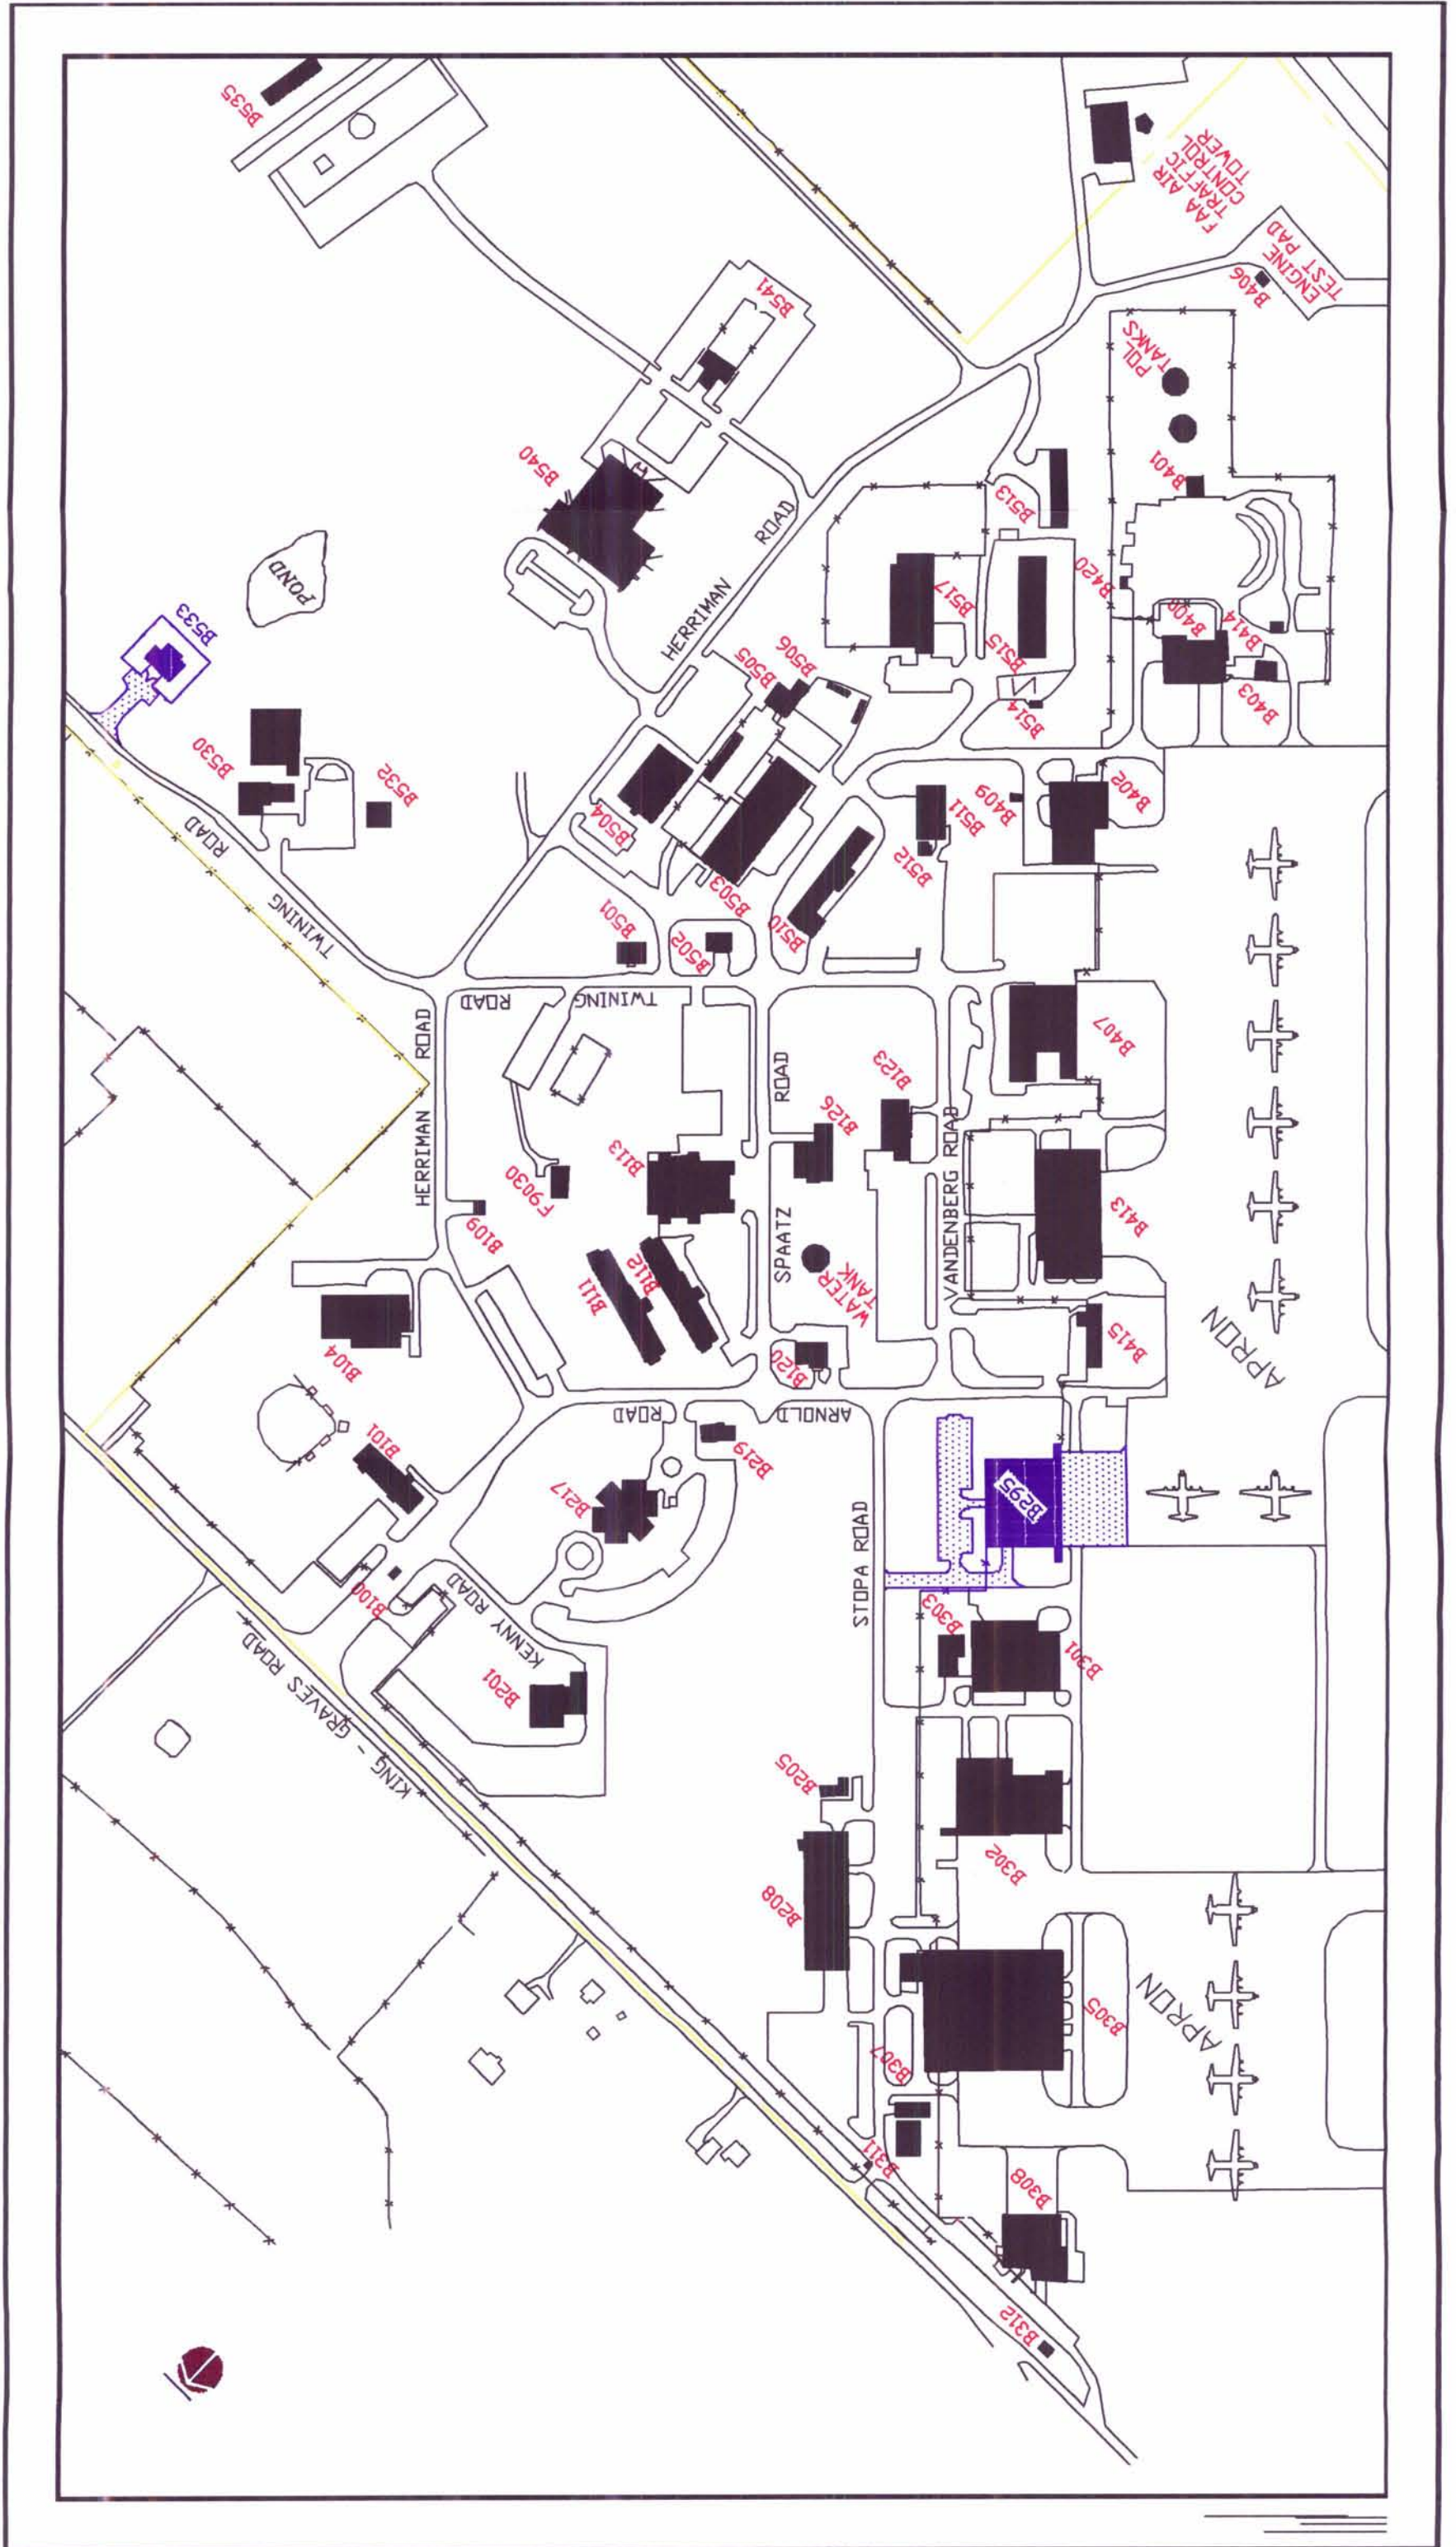 B535
FAA AIR
TRAFFIC
CONTROL
TOWER
ENGINE
TEST PAD
B406
B541
POL
TANKS
B540
B401
B513
ROAD
HERRIMAN
POND
B533
B517
B420
B408
B414
B403
B515
B514
B506
B505
B530
B532
B504
B503
B510
B511
B512
B409
B402
ROAD
TWINING
B501
B502
ROAD
TWINING
HERRIMAN ROAD
B407
ROAD
SPAATZ
B123
B126
VANDENBERG ROAD
B113
F9030
B109
B111
B112
WATER
TANK
B413
B415
B120
APRON
B104
B101
ROAD
ARNOLD
B219
B217
B295
STOPA ROAD
B100
KENNY ROAD
B201
KING - GRAVES ROAD
B303
B301
B205
B302
B208
B305
APRON
B307
B311
B308
B312